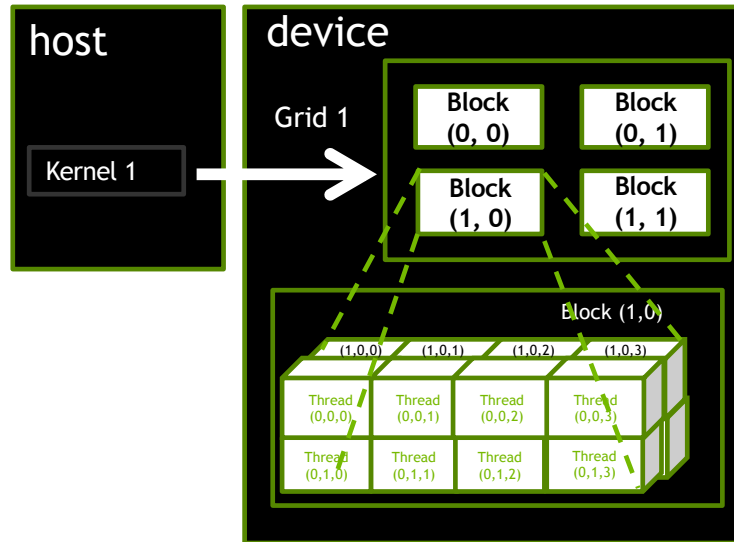 host
device
Grid 1
Kernel 1
Block
(0, 0)
Block
(0, 1)
Block
(1, 0)
Block
(1, 1)
Block (1,0)
(1,0,0)
(1,0,1)
(1,0,2)
(1,0,3)
Thread
(0,0,0)
Thread
(0,0,1)
Thread
(0,0,2)
Thread
(0,0,3)
Thread
(0,1,0)
Thread
(0,1,1)
Thread
(0,1,2)
Thread
(0,1,3)